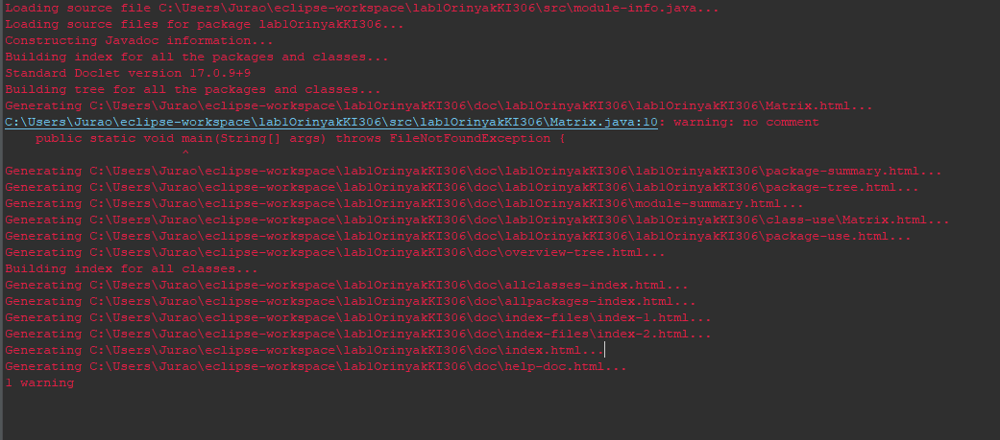 Loading source file C:\Users\Jurao\eclipse-workspace\lab1OrinyakKI306\src\module-info.java...
Loading source files for package lab1OrinyakKI306...
Constructing Javadoc information...
Building index for all the packages and classes...
Standard Doclet version 17.0.9+9
Building tree for all the packages and classes...
Generating C:\Users\Jurao\eclipse-workspace\lab1OrinyakKI306\doc\lab1OrinyakKI306\lab1OrinyakKI306\Matrix.html...
C:\Users\Jurao\eclipse-workspace\lab1OrinyakKI306\src\lab1OrinyakKI306\Matrix.java:10: warning: no comment
    public static void main(String[] args) throws FileNotFoundException {
                       ^
Generating C:\Users\Jurao\eclipse-workspace\lab1OrinyakKI306\doc\lab1OrinyakKI306\lab1OrinyakKI306\package-summary.html...
Generating C:\Users\Jurao\eclipse-workspace\lab1OrinyakKI306\doc\lab1OrinyakKI306\lab1OrinyakKI306\package-tree.html...
Generating C:\Users\Jurao\eclipse-workspace\lab1OrinyakKI306\doc\lab1OrinyakKI306\module-summary.html...
Generating C:\Users\Jurao\eclipse-workspace\lab1OrinyakKI306\doc\lab1OrinyakKI306\lab1OrinyakKI306\class-use\Matrix.html...
Generating C:\Users\Jurao\eclipse-workspace\lab1OrinyakKI306\doc\lab1OrinyakKI306\lab1OrinyakKI306\package-use.html...
Generating C:\Users\Jurao\eclipse-workspace\lab1OrinyakKI306\doc\overview-tree.html...
Building index for all classes...
Generating C:\Users\Jurao\eclipse-workspace\lab1OrinyakKI306\doc\allclasses-index.html...
Generating C:\Users\Jurao\eclipse-workspace\lab1OrinyakKI306\doc\allpackages-index.html...
Generating C:\Users\Jurao\eclipse-workspace\lab1OrinyakKI306\doc\index-files\index-1.html...
Generating C:\Users\Jurao\eclipse-workspace\lab1OrinyakKI306\doc\index-files\index-2.html...
Generating C:\Users\Jurao\eclipse-workspace\lab1OrinyakKI306\doc\index.html...
Generating C:\Users\Jurao\eclipse-workspace\lab1OrinyakKI306\doc\help-doc.html...
1 warning